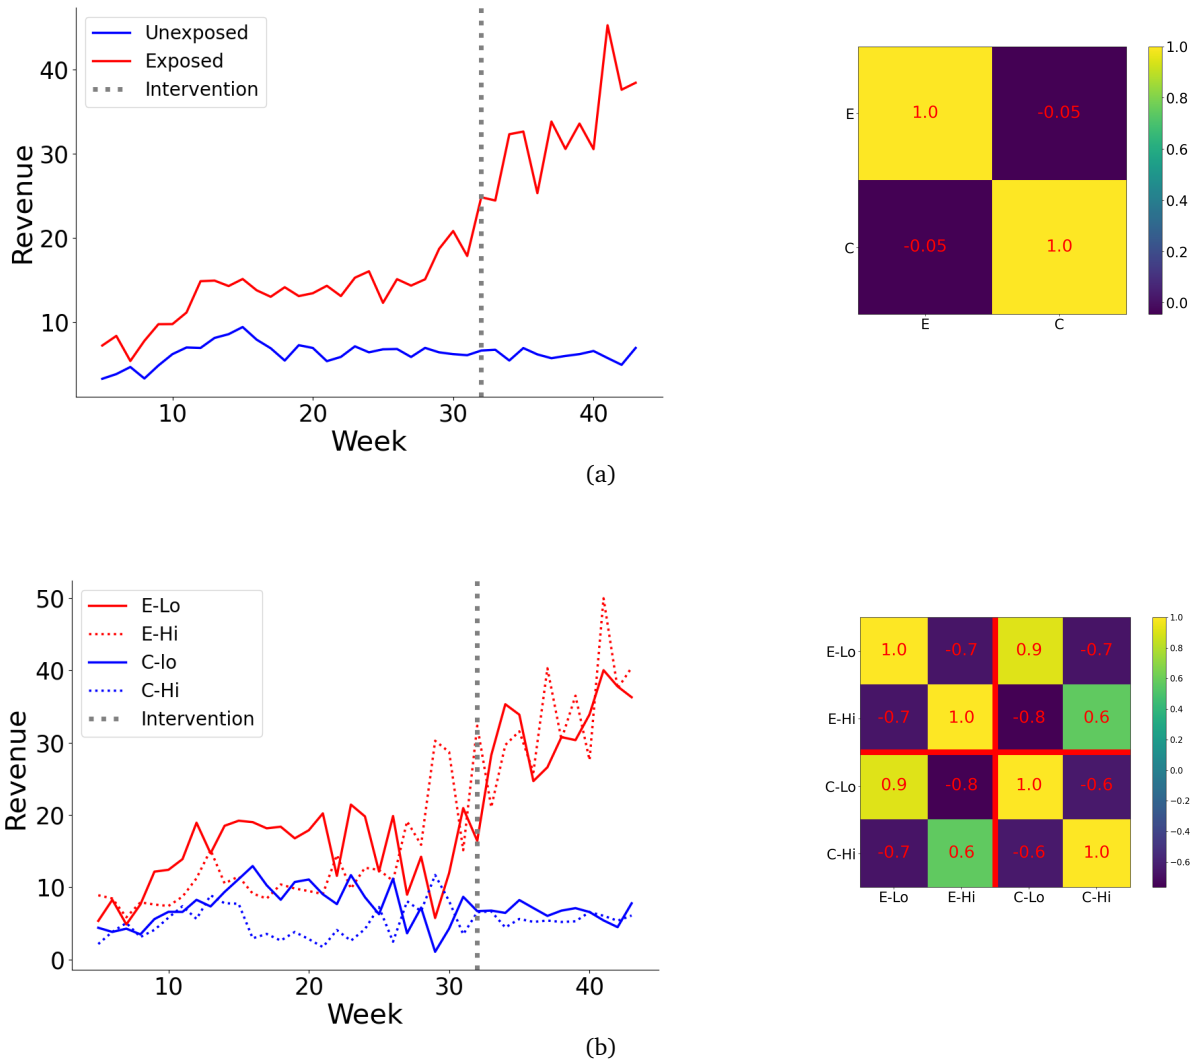 Unexposed
Exposed
Intervention
Revenue
40
30
20
10
10 20 30 40
Week
E
C
1.0 -0.05
-0.05 1.0
E C
1.0
0.8
0.6
0.4
0.2
0.0
(a)
E-Lo
E-Hi
C-lo
C-Hi
Intervention
Revenue
50
40
30
20
10
0
10 20 30 40
Week
E-Lo 1.0 -0.7 0.9 -0.7
E-Hi -0.7 1.0 -0.8 0.6
C-Lo 0.9 -0.8 1.0 -0.6
C-Hi -0.7 0.6 -0.6 1.0
E-Lo E-Hi C-Lo C-Hi
1.0
0.8
0.6
0.4
0.2
0.0
−0.2
−0.4
−0.6
(b)